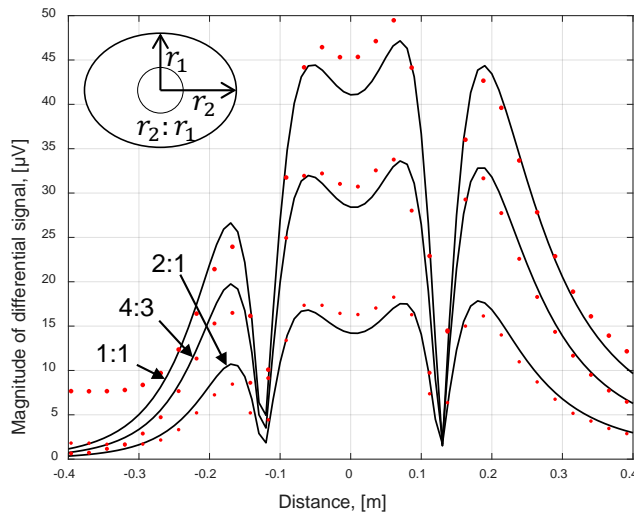 50
45
40
35
30
25
20
15
10
5
0
Magnitude of differential signal, [µV]
r₁
r₂
r₂: r₁
2:1
4:3
1:1
-0.4 -0.3 -0.2 -0.1 0 0.1 0.2 0.3 0.4
Distance, [m]